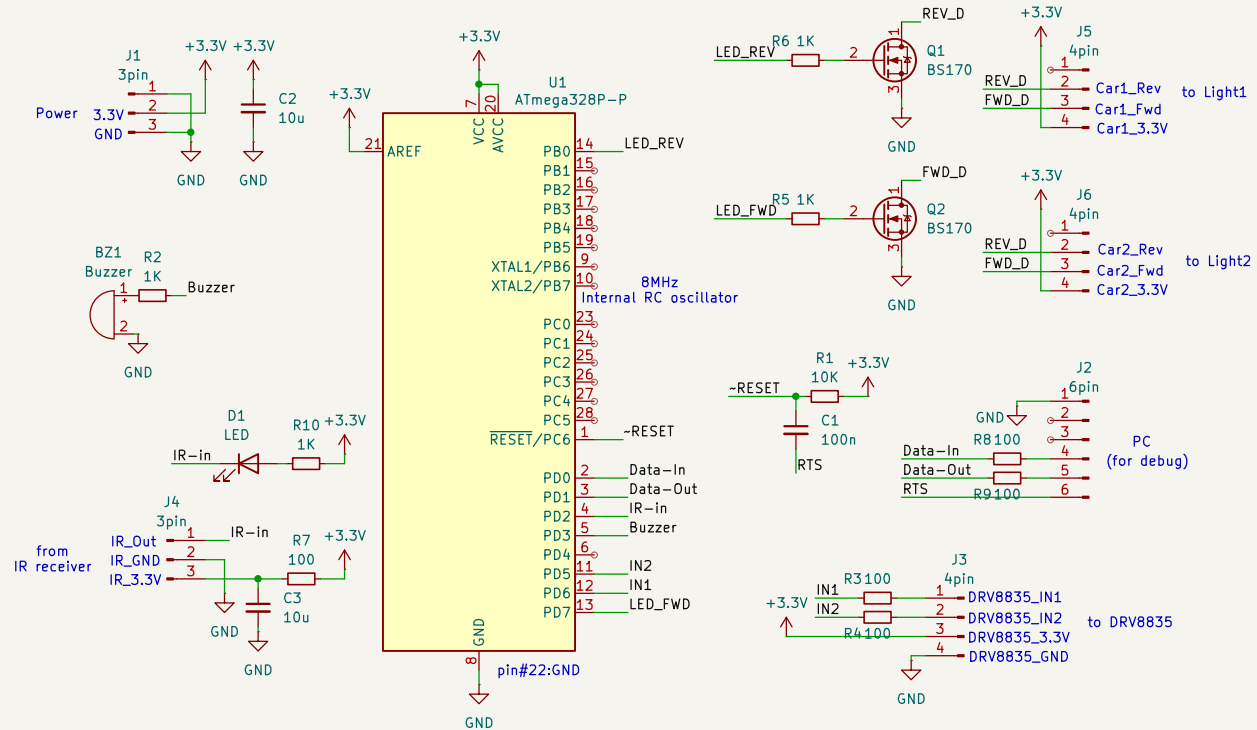 J1
3pin
+3.3V
+3.3V
1
2
3
Power
3.3V
GND
C2
10u
GND
GND
BZ1
Buzzer
R2
1K
Buzzer
1
+
2
GND
D1
LED
R10
1K
+3.3V
IR-in
J4
3pin
IR-in
R7
100
+3.3V
from
IR receiver
IR_Out
IR_GND
IR_3.3V
1
2
3
C3
10u
GND
GND
+3.3V
+3.3V
U1
ATmega328P-P
7
20
VCC
AVCC
21
AREF
PB0
14
LED_REV
PB1
15
PB2
16
PB3
17
PB4
18
PB5
19
XTAL1/PB6
9
XTAL2/PB7
10
8MHz
Internal RC oscillator
PC0
23
PC1
24
PC2
25
PC3
26
PC4
27
PC5
28
RESET/PC6
1
~RESET
PD0
2
Data-In
PD1
3
Data-Out
PD2
4
IR-in
PD3
5
Buzzer
PD4
6
PD5
11
IN2
PD6
12
IN1
PD7
13
LED_FWD
GND
8
pin#22:GND
GND
REV_D
LED_REV
R6 1K
2
1
3
Q1
BS170
GND
FWD_D
LED_FWD
R5 1K
2
1
3
Q2
BS170
GND
+3.3V
J5
4pin
REV_D
FWD_D
1
2
3
4
Car1_Rev
Car1_Fwd
Car1_3.3V
to Light1
+3.3V
J6
4pin
REV_D
FWD_D
1
2
3
4
Car2_Rev
Car2_Fwd
Car2_3.3V
to Light2
~RESET
R1
10K
+3.3V
C1
100n
RTS
J2
6pin
GND
1
2
3
4
5
6
R8 100
Data-In
Data-Out
RTS
R9 100
PC
(for debug)
J3
4pin
+3.3V
IN1
IN2
R3 100
R4 100
1
2
3
4
DRV8835_IN1
DRV8835_IN2
DRV8835_3.3V
DRV8835_GND
to DRV8835
GND